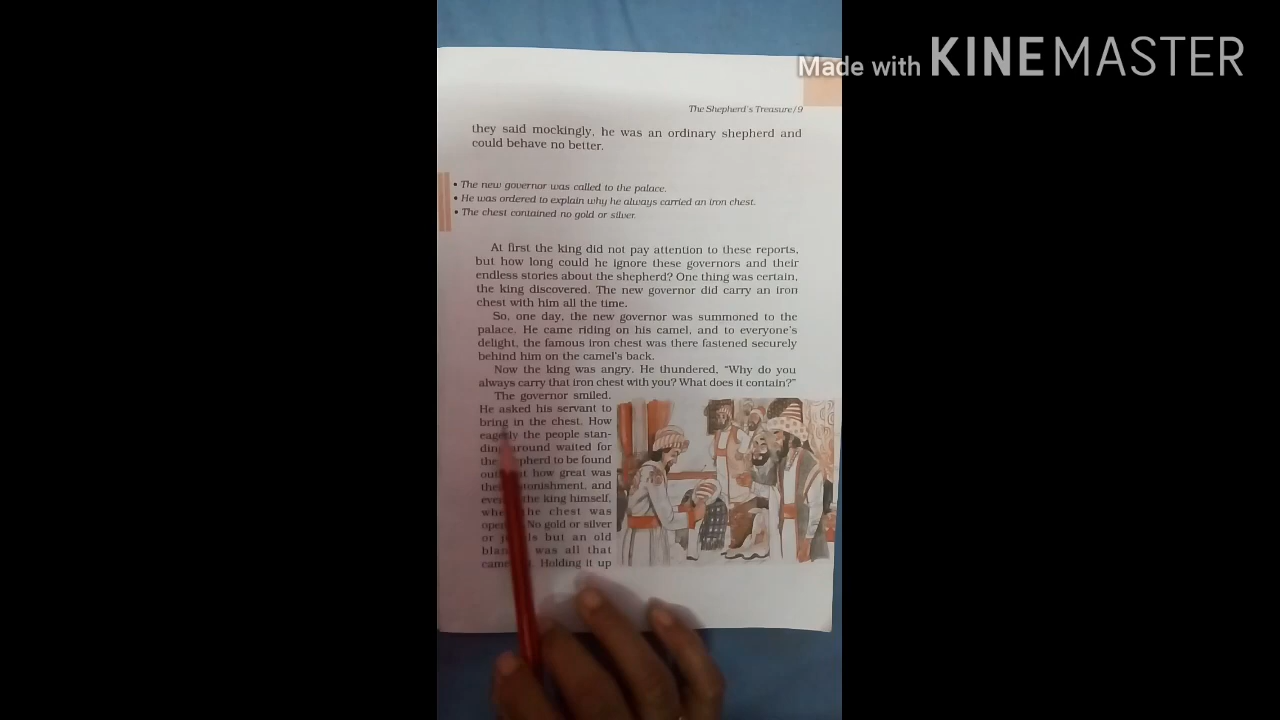 Made with KINEMASTER
The Shepherd's Treasure/9
they said mockingly, he was an ordinary shepherd and
could behave no better.
• The new governor was called to the palace.
• He was ordered to explain why he always carried an iron chest.
• The chest contained no gold or silver.
At first the king did not pay attention to these reports,
but how long could he ignore these governors and their
endless stories about the shepherd? One thing was certain,
the king discovered. The new governor did carry an iron
chest with him all the time.
So, one day, the new governor was summoned to the
palace. He came riding on his camel, and to everyone's
delight, the famous iron chest was there fastened securely
behind him on the camel's back.
Now the king was angry. He thundered, "Why do you
always carry that iron chest with you? What does it contain?"
The governor smiled.
He asked his servant to
bring in the chest. How
eagerly the people stan-
ding around waited for
the shepherd to be found
how great was
and
the king himself,
the chest was
No gold or silver
or but an old
was all that
Holding it up